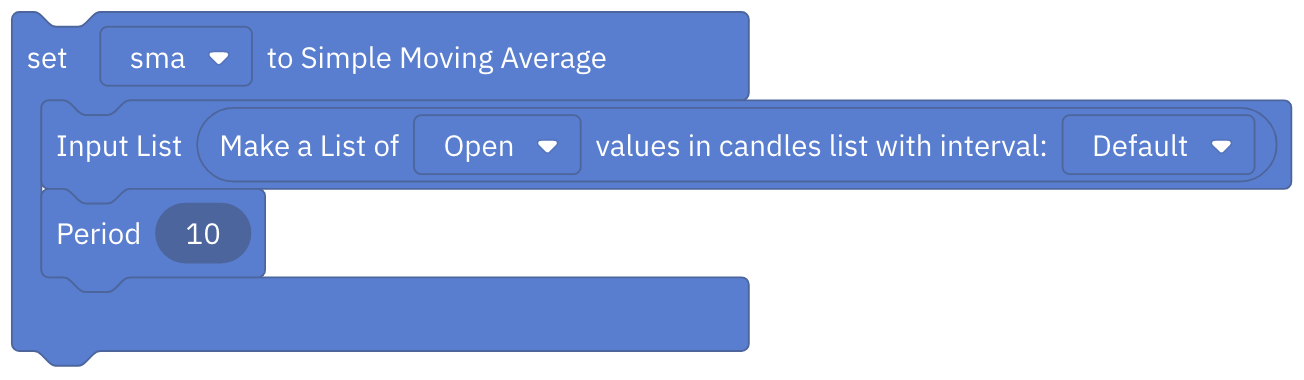 set sma to Simple Moving Average
Input List Make a List of Open values in candles list with interval: Default
Period 10